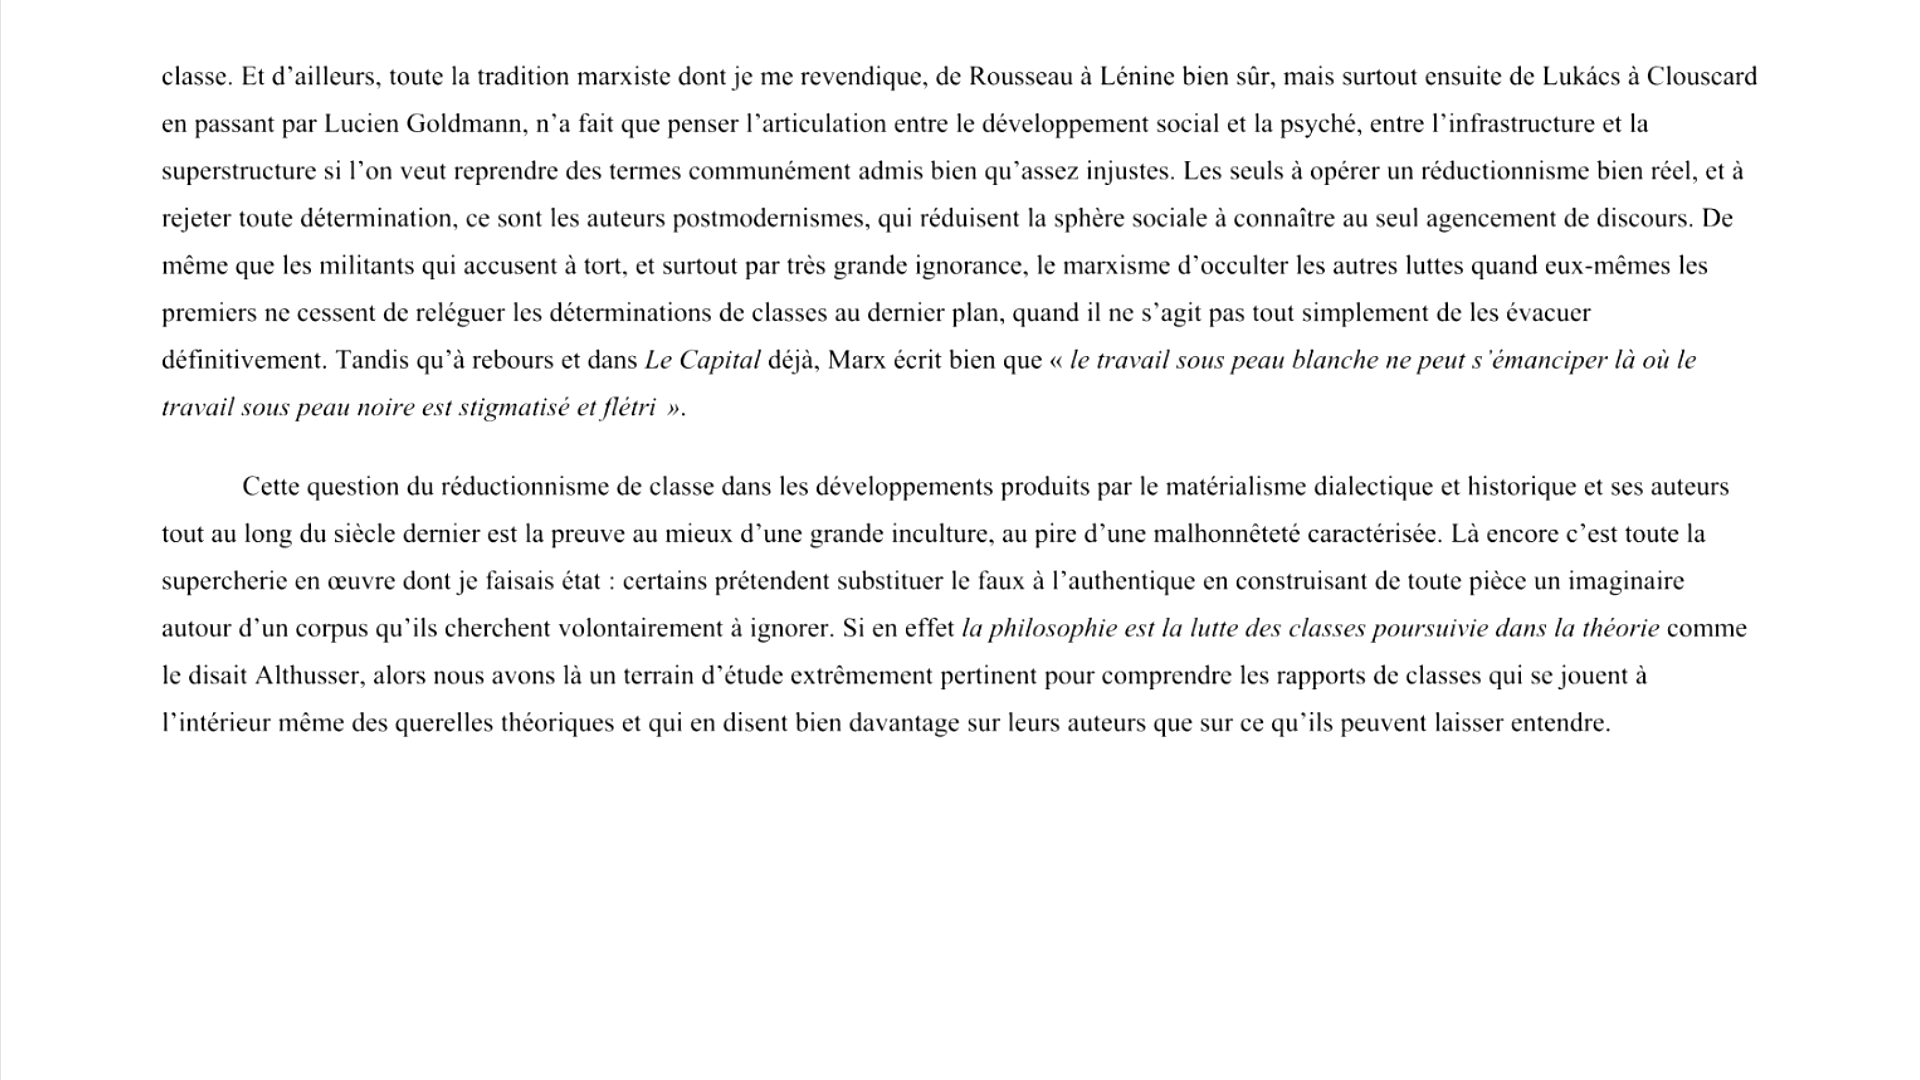 classe. Et d’ailleurs, toute la tradition marxiste dont je me revendique, de Rousseau à Lénine bien sûr, mais surtout ensuite de Lukács à Clouscard
en passant par Lucien Goldmann, n’a fait que penser l’articulation entre le développement social et la psyché, entre l’infrastructure et la
superstructure si l’on veut reprendre des termes communément admis bien qu’assez injustes. Les seuls à opérer un réductionnisme bien réel, et à
rejeter toute détermination, ce sont les auteurs postmodernismes, qui réduisent la sphère sociale à connaître au seul agencement de discours. De
même que les militants qui accusent à tort, et surtout par très grande ignorance, le marxisme d’occulter les autres luttes quand eux-mêmes les
premiers ne cessent de reléguer les déterminations de classes au dernier plan, quand il ne s’agit pas tout simplement de les évacuer
définitivement. Tandis qu’à rebours et dans Le Capital déjà, Marx écrit bien que « le travail sous peau blanche ne peut s’émanciper là où le
travail sous peau noire est stigmatisé et flétri ».
Cette question du réductionnisme de classe dans les développements produits par le matérialisme dialectique et historique et ses auteurs
tout au long du siècle dernier est la preuve au mieux d’une grande inculture, au pire d’une malhonnêteté caractérisée. Là encore c’est toute la
supercherie en œuvre dont je faisais état : certains prétendent substituer le faux à l’authentique en construisant de toute pièce un imaginaire
autour d’un corpus qu’ils cherchent volontairement à ignorer. Si en effet la philosophie est la lutte des classes poursuivie dans la théorie comme
le disait Althusser, alors nous avons là un terrain d’étude extrêmement pertinent pour comprendre les rapports de classes qui se jouent à
l’intérieur même des querelles théoriques et qui en disent bien davantage sur leurs auteurs que sur ce qu’ils peuvent laisser entendre.